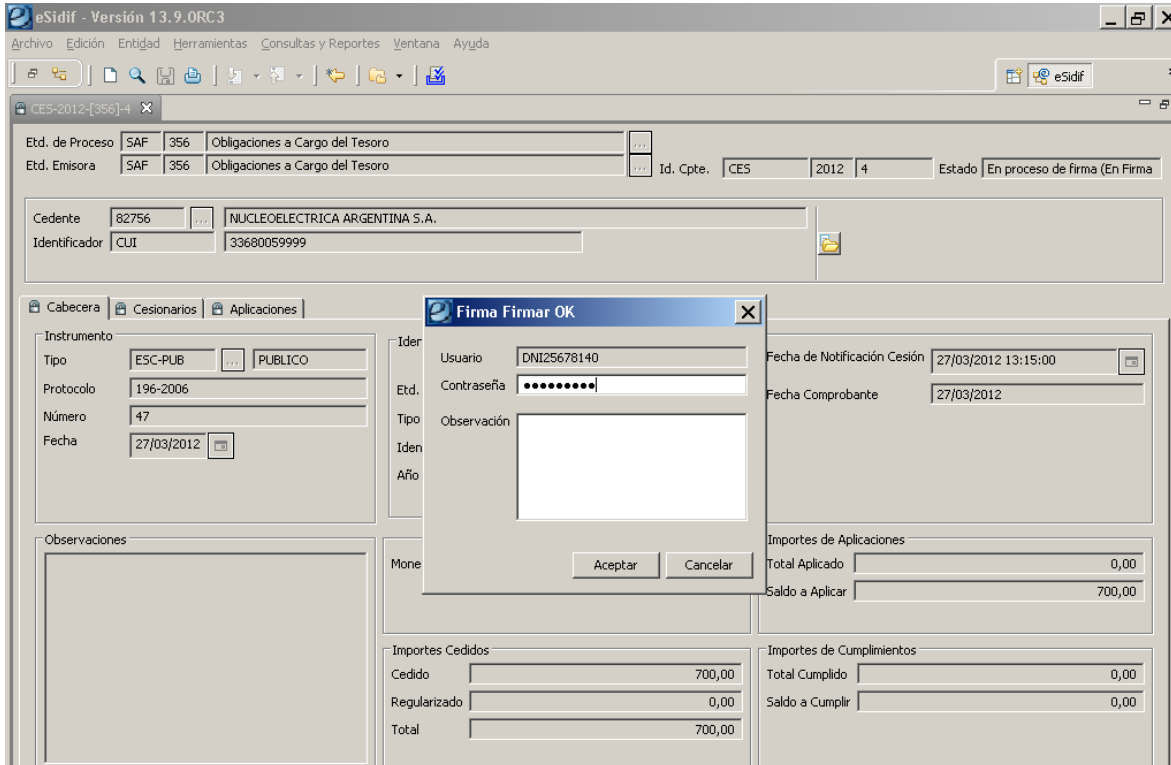 eSidif - Versión 13.9.0RC3
Archivo Edición Entidad Herramientas Consultas y Reportes Ventana Ayuda
eSidif
CES-2012-[356]-4
Etd. de Proceso SAF 356 Obligaciones a Cargo del Tesoro ...
Etd. Emisora SAF 356 Obligaciones a Cargo del Tesoro ... Id. Cpte. CES 2012 4 Estado En proceso de firma (En Firma
Cedente 82756 ... NUCLEOELECTRICA ARGENTINA S.A.
Identificador CUI 33680059999
Cabecera Cesionarios Aplicaciones
Instrumento
Tipo ESC-PUB ... PUBLICO
Protocolo 196-2006
Número 47
Fecha 27/03/2012
Iden
Etd.
Tipo
Iden
Año
Firma Firmar OK
Usuario DNI25678140
Contraseña ●●●●●●●●●
Observación
Aceptar Cancelar
Fecha de Notificación Cesión 27/03/2012 13:15:00
Fecha Comprobante 27/03/2012
Observaciones
Mone
Importes de Aplicaciones
Total Aplicado 0,00
Saldo a Aplicar 700,00
Importes Cedidos
Cedido 700,00
Regularizado 0,00
Total 700,00
Importes de Cumplimientos
Total Cumplido 0,00
Saldo a Cumplir 0,00